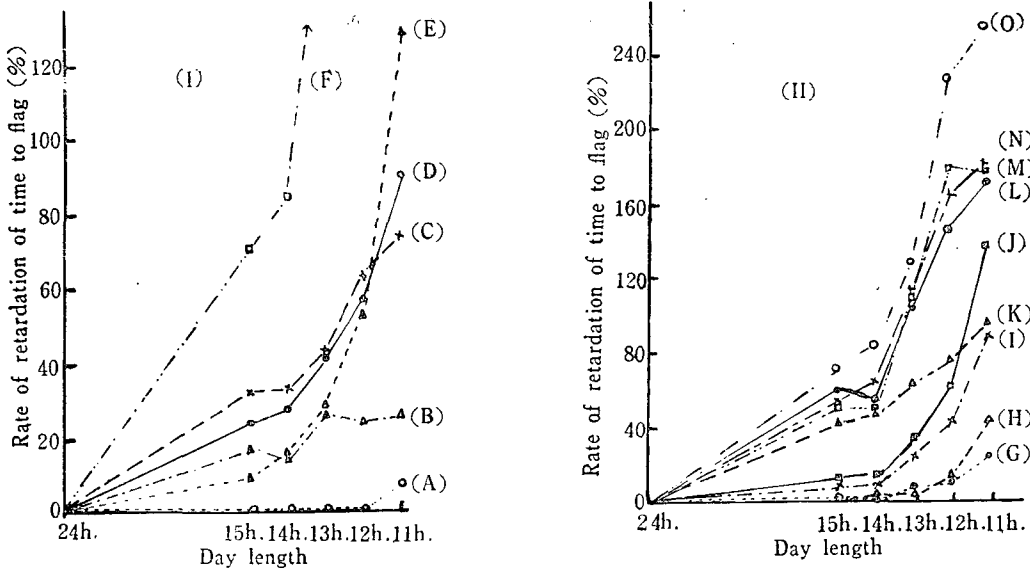 Rate of retardation of time to flag (%)
120
100
80
60
40
20
0
24h.
15h. 14h. 13h. 12h. 11h.
Day length
(I)
(F)
(E)
(D)
(C)
(B)
(A)
Rate of retardation of time to flag (%)
240
200
160
120
80
40
0
24h.
15h. 14h. 13h. 12h. 11h.
Day length
(II)
(O)
(N)
(M)
(L)
(J)
(K)
(I)
(H)
(G)